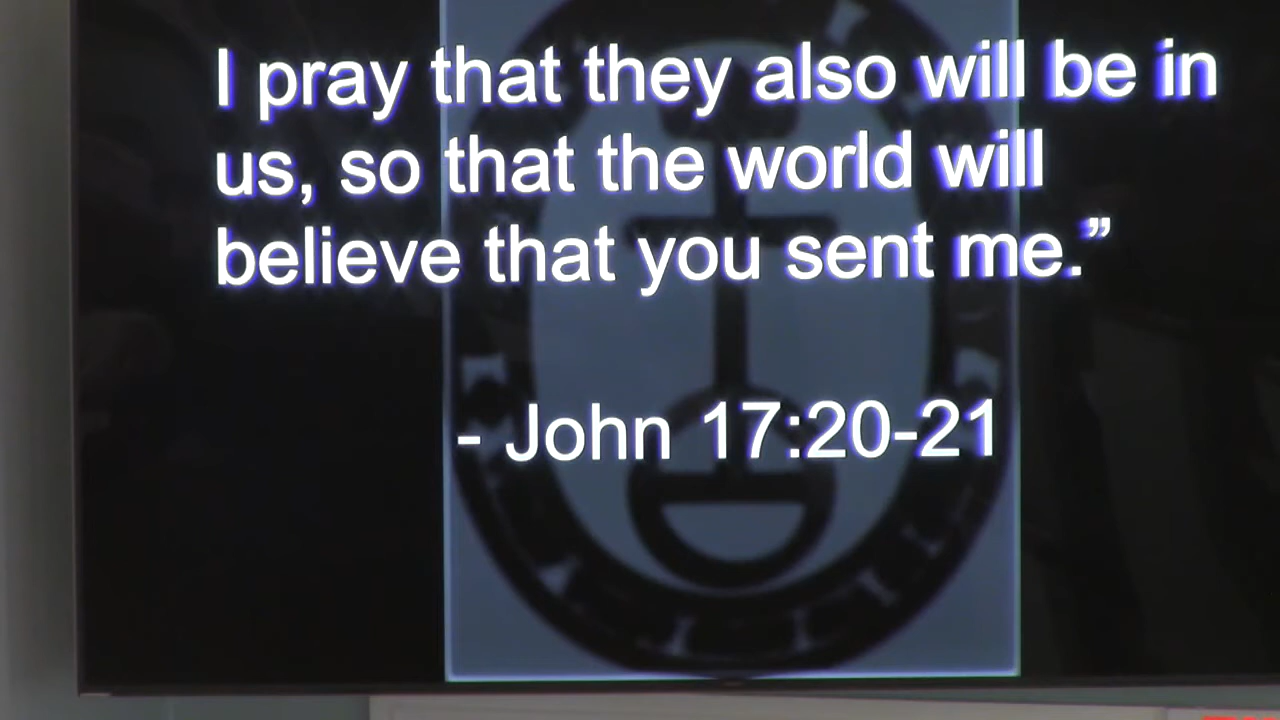 I pray that they also will be in
us, so that the world will
believe that you sent me.”
- John 17:20-21